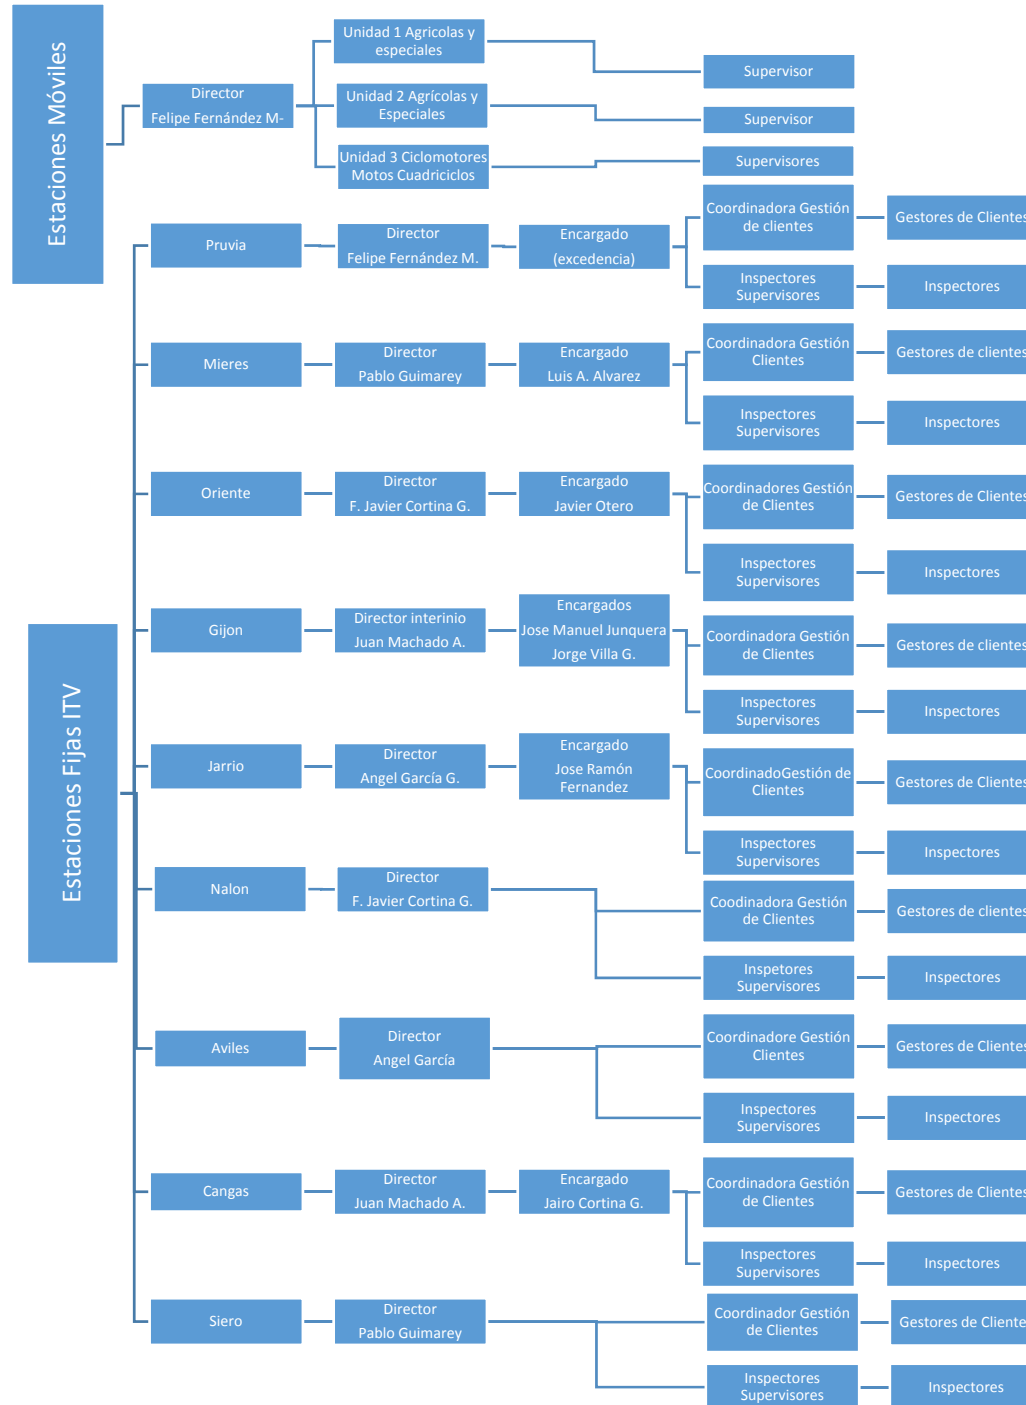 Estaciones Móviles
Director
Felipe Fernández M-
Unidad 1 Agricolas y
especiales
Supervisor
Unidad 2 Agrícolas y
Especiales
Supervisor
Unidad 3 Ciclomotores
Motos Cuadriciclos
Supervisores
Estaciones Fijas ITV
Pruvia
Director
Felipe Fernández M.
Encargado
(excedencia)
Coordinadora Gestión
de clientes
Gestores de Clientes
Inspectores
Supervisores
Inspectores
Mieres
Director
Pablo Guimarey
Encargado
Luis A. Alvarez
Coordinadora Gestión
Clientes
Gestores de clientes
Inspectores
Supervisores
Inspectores
Oriente
Director
F. Javier Cortina G.
Encargado
Javier Otero
Coordinadores Gestión
de Clientes
Gestores de Clientes
Inspectores
Supervisores
Inspectores
Gijon
Director interinio
Juan Machado A.
Encargados
Jose Manuel Junquera
Jorge Villa G.
Coordinadora Gestión
de Clientes
Gestores de clientes
Inspectores
Supervisores
Inspectores
Jarrio
Director
Angel García G.
Encargado
Jose Ramón
Fernandez
CoordinadoGestión de
Clientes
Gestores de Clientes
Inspectores
Supervisores
Inspectores
Nalon
Director
F. Javier Cortina G.
Coodinadora Gestión
de Clientes
Gestores de clientes
Inspetores
Supervisores
Inspectores
Aviles
Director
Angel García
Coordinadore Gestión
Clientes
Gestores de Clientes
Inspectores
Supervisores
Inspectores
Cangas
Director
Juan Machado A.
Encargado
Jairo Cortina G.
Coordinadora Gestión
de Clientes
Gestores de Clientes
Inspectores
Supervisores
Inspectores
Siero
Director
Pablo Guimarey
Coordinador Gestión
de Clientes
Gestores de Cliente
Inspectores
Supervisores
Inspectores